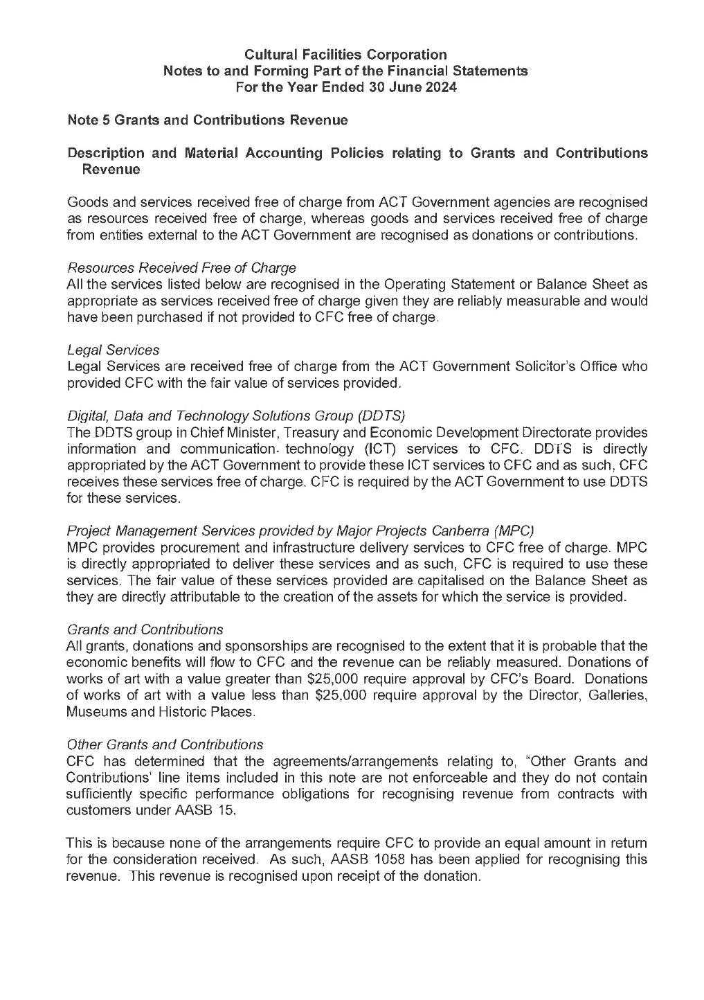 Cultural Facilities Corporation
Notes to and Forming Part of the Financial Statements
For the Year Ended 30 June 2024
Note 5 Grants and Contributions Revenue
Description and Material Accounting Policies relating to Grants and Contributions
Revenue
Goods and services received free of charge from ACT Government agencies are recognised
as resources received free of charge, whereas goods and services received free of charge
from entities external to the ACT Government are recognised as donations or contributions.
Resources Received Free of Charge
All the services listed below are recognised in the Operating Statement or Balance Sheet as
appropriate as services received free of charge given they are reliably measurable and would
have been purchased if not provided to CFC free of charge.
Legal Services
Legal Services are received free of charge from the ACT Government Solicitor's Office who
provided CFC with the fair value of services provided.
Digital, Data and Technology Solutions Group (DDTS)
The DDTS group in Chief Minister, Treasury and Economic Development Directorate provides
information and communication technology (ICT) services to CFC. DDTS is directly
appropriated by the ACT Government to provide these ICT services to CFC and as such, CFC
receives these services free of charge. CFC is required by the ACT Government to use DDTS
for these services.
Project Management Services provided by Major Projects Canberra (MPC)
MPC provides procurement and infrastructure delivery services to CFC free of charge. MPC
is directly appropriated to deliver these services and as such, CFC is required to use these
services. The fair value of these services provided are capitalised on the Balance Sheet as
they are directly attributable to the creation of the assets for which the service is provided.
Grants and Contributions
All grants, donations and sponsorships are recognised to the extent that it is probable that the
economic benefits will flow to CFC and the revenue can be reliably measured. Donations of
works of art with a value greater than $25,000 require approval by CFC's Board. Donations
of works of art with a value less than $25,000 require approval by the Director, Galleries,
Museums and Historic Places.
Other Grants and Contributions
CFC has determined that the agreements/arrangements relating to, “Other Grants and
Contributions’ line items included in this note are not enforceable and they do not contain
sufficiently specific performance obligations for recognising revenue from contracts with
customers under AASB 15.
This is because none of the arrangements require CFC to provide an equal amount in return
for the consideration received. As such, AASB 1058 has been applied for recognising this
revenue. This revenue is recognised upon receipt of the donation.